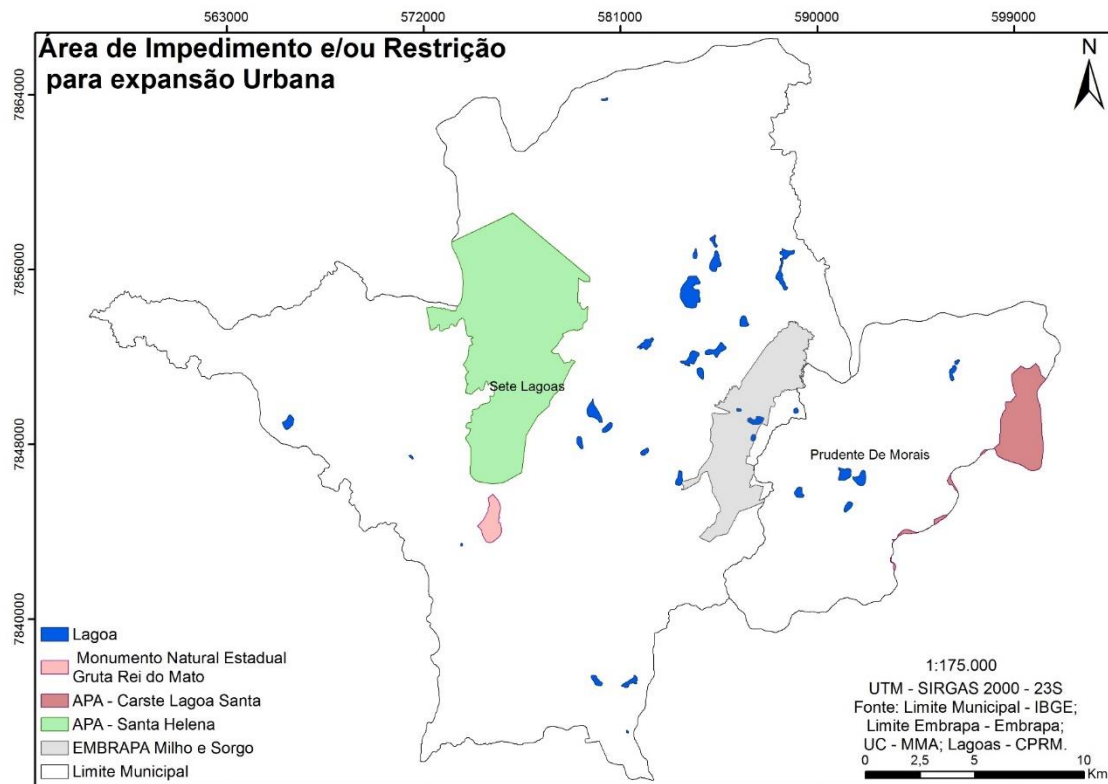 563000
572000
581000
590000
599000
Área de Impedimento e/ou Restrição
para expansão Urbana
N
7864000
7856000
7848000
7840000
Sete Lagoas
Prudente De Morais
Lagoa
Monumento Natural Estadual
Gruta Rei do Mato
APA - Carste Lagoa Santa
APA - Santa Helena
EMBRAPA Milho e Sorgo
Limite Municipal
1:175.000
UTM - SIRGAS 2000 - 23S
Fonte: Limite Municipal - IBGE;
Limite Embrapa - Embrapa;
UC - MMA; Lagoas - CPRM.
0 2,5 5 10
Km